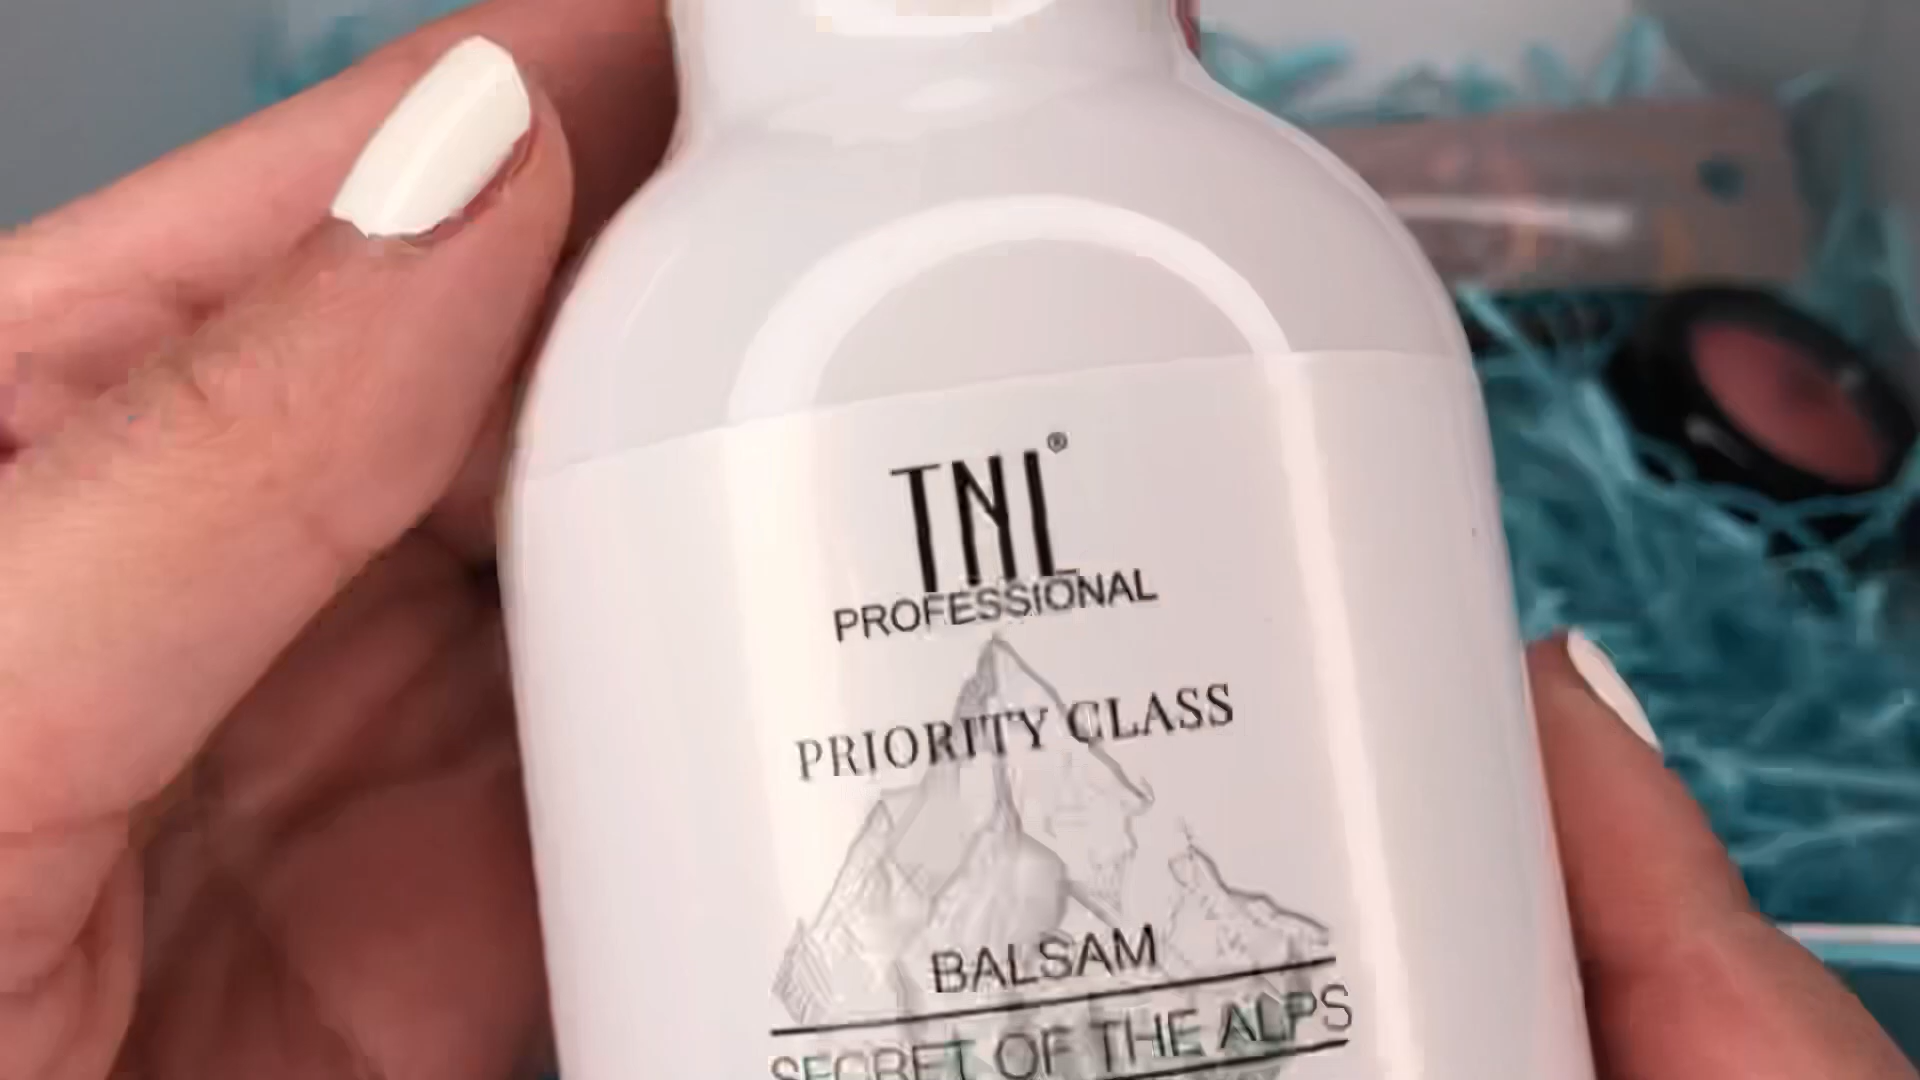 TNL®
PROFESSIONAL
PRIORITY CLASS
BALSAM
SECRET OF THE ALPS